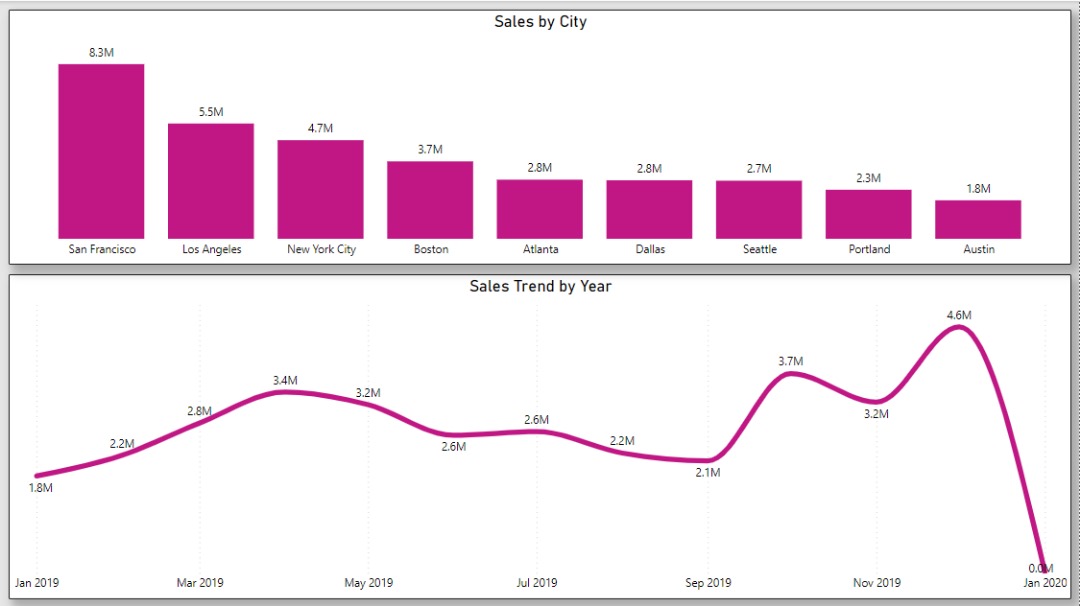 Sales by City
8.3M
5.5M
4.7M
3.7M
2.8M
2.8M
2.7M
2.3M
1.8M
San Francisco
Los Angeles
New York City
Boston
Atlanta
Dallas
Seattle
Portland
Austin
Sales Trend by Year
1.8M
2.2M
2.8M
3.4M
3.2M
2.6M
2.6M
2.2M
2.1M
3.7M
3.2M
4.6M
0.0M
Jan 2019
Mar 2019
May 2019
Jul 2019
Sep 2019
Nov 2019
Jan 2020